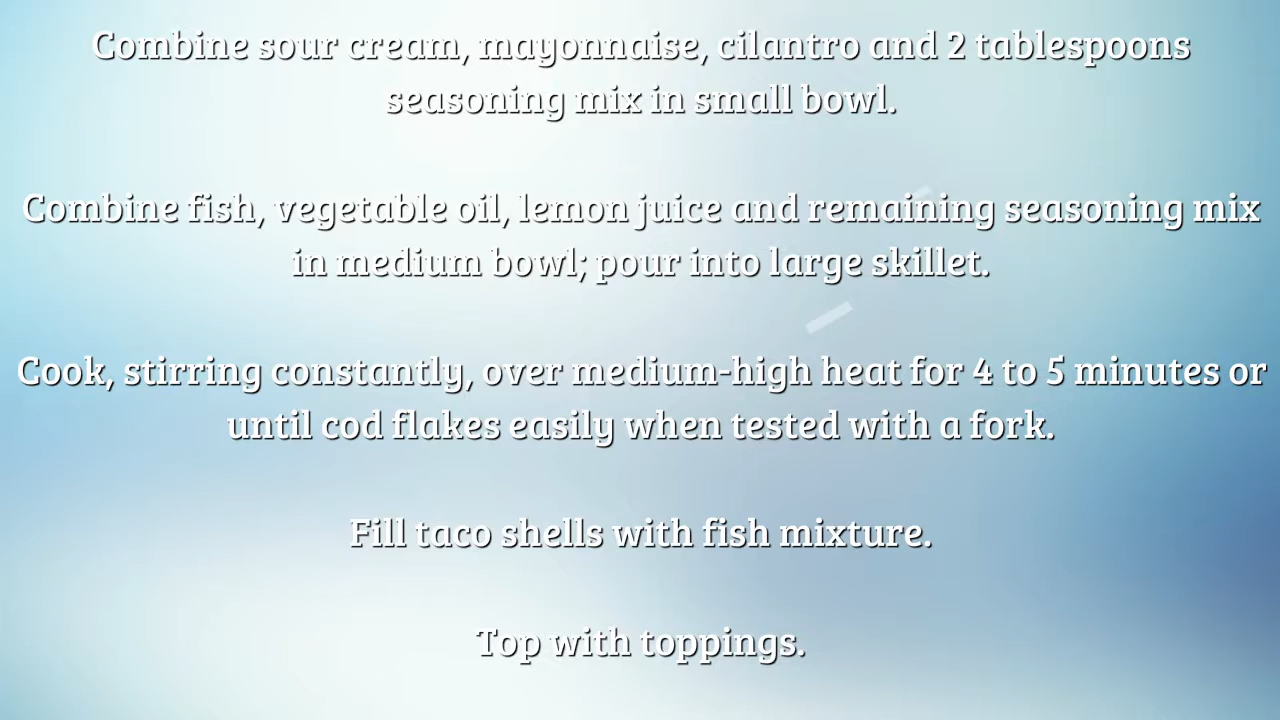 Combine sour cream, mayonnaise, cilantro and 2 tablespoons
seasoning mix in small bowl.
Combine fish, vegetable oil, lemon juice and remaining seasoning mix
in medium bowl; pour into large skillet.
Cook, stirring constantly, over medium-high heat for 4 to 5 minutes or
until cod flakes easily when tested with a fork.
Fill taco shells with fish mixture.
Top with toppings.